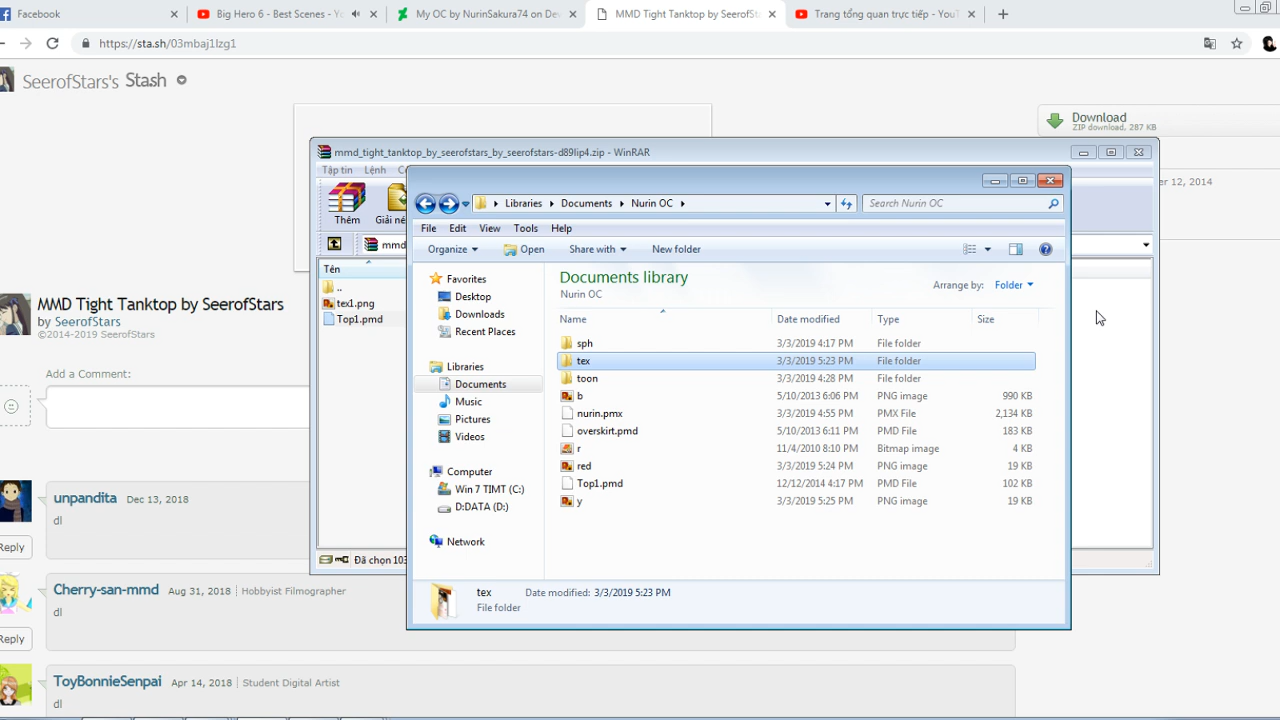 Facebook
Big Hero 6 - Best Scenes - Yo
My OC by NurinSakura74 on Dev
MMD Tight Tanktop by SeerofSta
Trang tổng quan trực tiếp - YouT
https://sta.sh/03mbaj1lzg1
SeerofStars's Stash
Download
ZIP download, 287 KB
mmd_tight_tanktop_by_seerofstars_by_seerofstars-d89lip4.zip - WinRAR
Tập tin Lệnh
Thêm
Giải né
mmd
Tên
..
tex1.png
Top1.pmd
Đã chọn 103
er 12, 2014
Libraries
Documents
Nurin OC
Search Nurin OC
File Edit View Tools Help
Organize Open Share with New folder
Favorites
Desktop
Downloads
Recent Places
Libraries
Documents
Music
Pictures
Videos
Computer
Win 7 TIMT (C:)
D:DATA (D:)
Network
Documents library
Nurin OC
Arrange by: Folder
Name Date modified Type Size
sph 3/3/2019 4:17 PM File folder
tex 3/3/2019 5:23 PM File folder
toon 3/3/2019 4:28 PM File folder
b 5/10/2013 6:06 PM PNG image 990 KB
nurin.pmx 3/3/2019 4:55 PM PMX File 2,134 KB
overskirt.pmd 5/10/2013 6:11 PM PMD File 183 KB
r 11/4/2010 8:10 PM Bitmap image 4 KB
red 3/3/2019 5:24 PM PNG image 19 KB
Top1.pmd 12/12/2014 4:17 PM PMD File 102 KB
y 3/3/2019 5:25 PM PNG image 19 KB
tex Date modified: 3/3/2019 5:23 PM
File folder
MMD Tight Tanktop by SeerofStars
by SeerofStars
©2014-2019 SeerofStars
Add a Comment:
unpandita Dec 13, 2018
dl
Reply
Cherry-san-mmd Aug 31, 2018 | Hobbyist Filmographer
dl
Reply
ToyBonnieSenpai Apr 14, 2018 | Student Digital Artist
dl